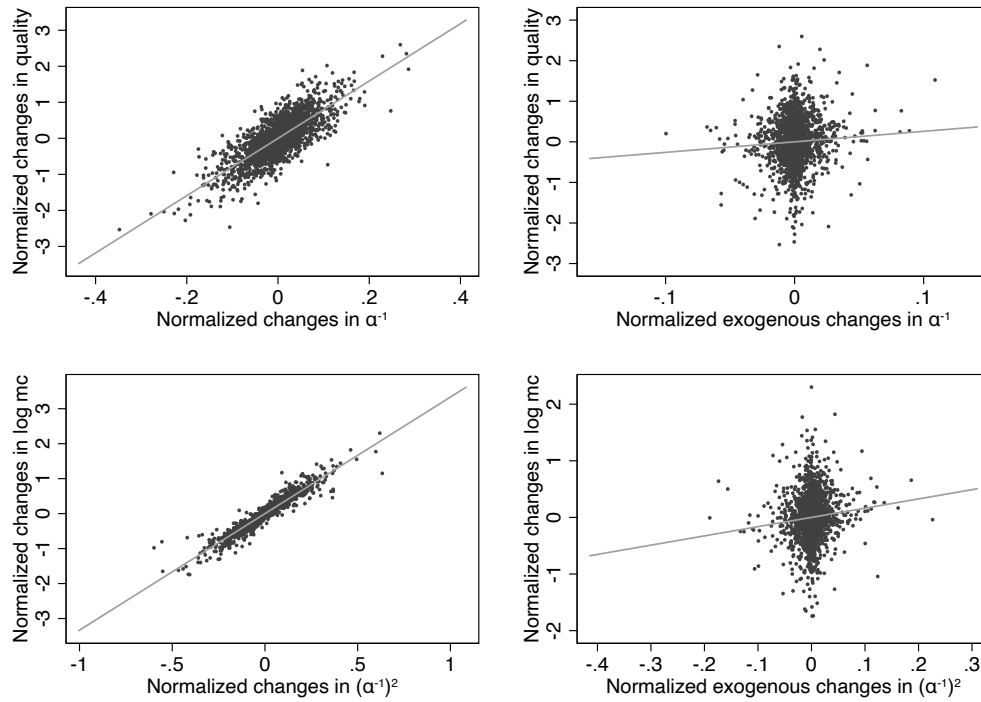 Normalized changes in quality
3
2
1
0
-1
-2
-3
-.4 -.2 0 .2 .4
Normalized changes in α⁻¹
Normalized changes in quality
3
2
1
0
-1
-2
-3
-.1 0 .1
Normalized exogenous changes in α⁻¹
Normalized changes in log mc
3
2
1
0
-1
-2
-3
-1 -.5 0 .5 1
Normalized changes in (α⁻¹)²
Normalized changes in log mc
2
1
0
-1
-2
-.4 -.3 -.2 -.1 0 .1 .2 .3
Normalized exogenous changes in (α⁻¹)²